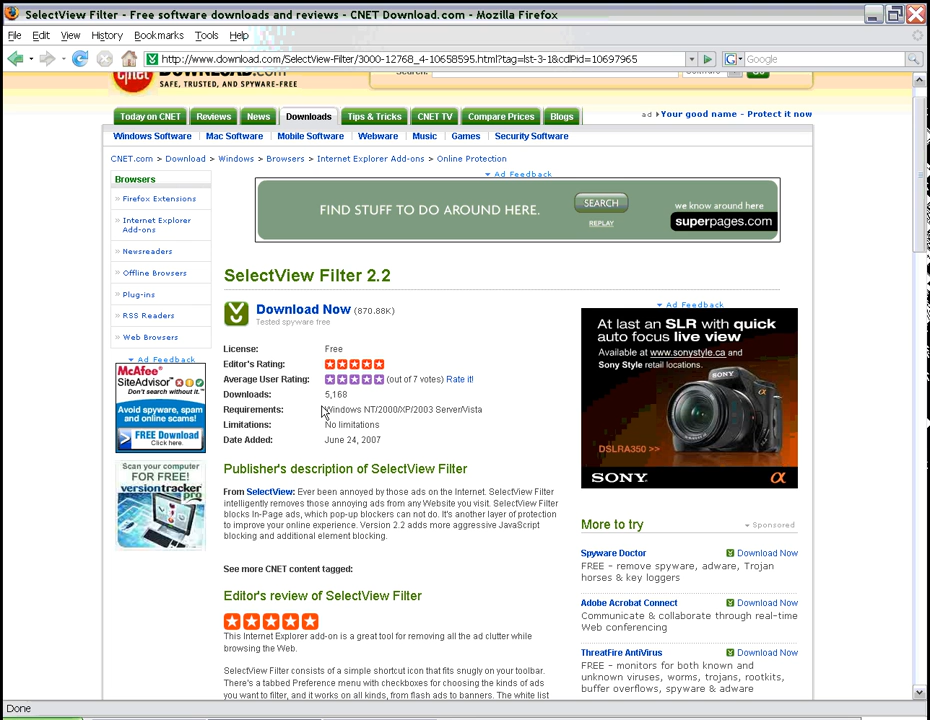 SelectView Filter - Free software downloads and reviews - CNET Download.com - Mozilla Firefox
File Edit View History Bookmarks Tools Help
http://www.download.com/SelectView-Filter/3000-12768_4-10658595.html?tag=lst-3-1&cdlPid=10697965
Google
cnet DOWNLOAD.com
SAFE, TRUSTED, AND SPYWARE-FREE
Search:
Software
Go
Today on CNET Reviews News Downloads Tips & Tricks CNET TV Compare Prices Blogs
ad Your good name - Protect it now
Windows Software Mac Software Mobile Software Webware Music Games Security Software
CNET.com > Download > Windows > Browsers > Internet Explorer Add-ons > Online Protection
Browsers
» Firefox Extensions
» Internet Explorer
Add-ons
» Newsreaders
» Offline Browsers
» Plug-ins
» RSS Readers
» Web Browsers
Ad Feedback
McAfee®
SiteAdvisor
Don't search without it.™
Avoid spyware, spam
and online scams!
FREE Download
Click here.
Scan your computer
FOR FREE!
versiontracker
pro
Ad Feedback
FIND STUFF TO DO AROUND HERE.
SEARCH
REPLAY
we know around here
superpages.com
SelectView Filter 2.2
Download Now (870.88K)
Tested spyware free
License: Free
Editor's Rating:
Average User Rating: (out of 7 votes) Rate it!
Downloads: 5,168
Requirements: Windows NT/2000/XP/2003 Server/Vista
Limitations: No limitations
Date Added: June 24, 2007
Publisher's description of SelectView Filter
From SelectView: Ever been annoyed by those ads on the Internet. SelectView Filter
intelligently removes those annoying ads from any Website you visit. SelectView Filter
blocks In-Page ads, which pop-up blockers can not do. It's another layer of protection
to improve your online experience. Version 2.2 adds more aggressive JavaScript
blocking and additional element blocking.
See more CNET content tagged:
Editor's review of SelectView Filter
This Internet Explorer add-on is a great tool for removing all the ad clutter while
browsing the Web.
SelectView Filter consists of a simple shortcut icon that fits snugly on your toolbar.
There's a tabbed Preference menu with checkboxes for choosing the kinds of ads
you want to filter, and it works on all kinds, from flash ads to banners. The white list
Ad Feedback
At last an SLR with quick
auto focus live view
Available at www.sonystyle.ca and
Sony Style retail locations.
SONY
DSLRA350 >>
SONY α
More to try
Sponsored
Spyware Doctor Download Now
FREE - remove spyware, adware, Trojan
horses & key loggers
Adobe Acrobat Connect Download Now
Communicate & collaborate through real-time
Web conferencing
ThreatFire AntiVirus Download Now
FREE - monitors for both known and
unknown viruses, worms, trojans, rootkits,
buffer overflows, spyware & adware
Done